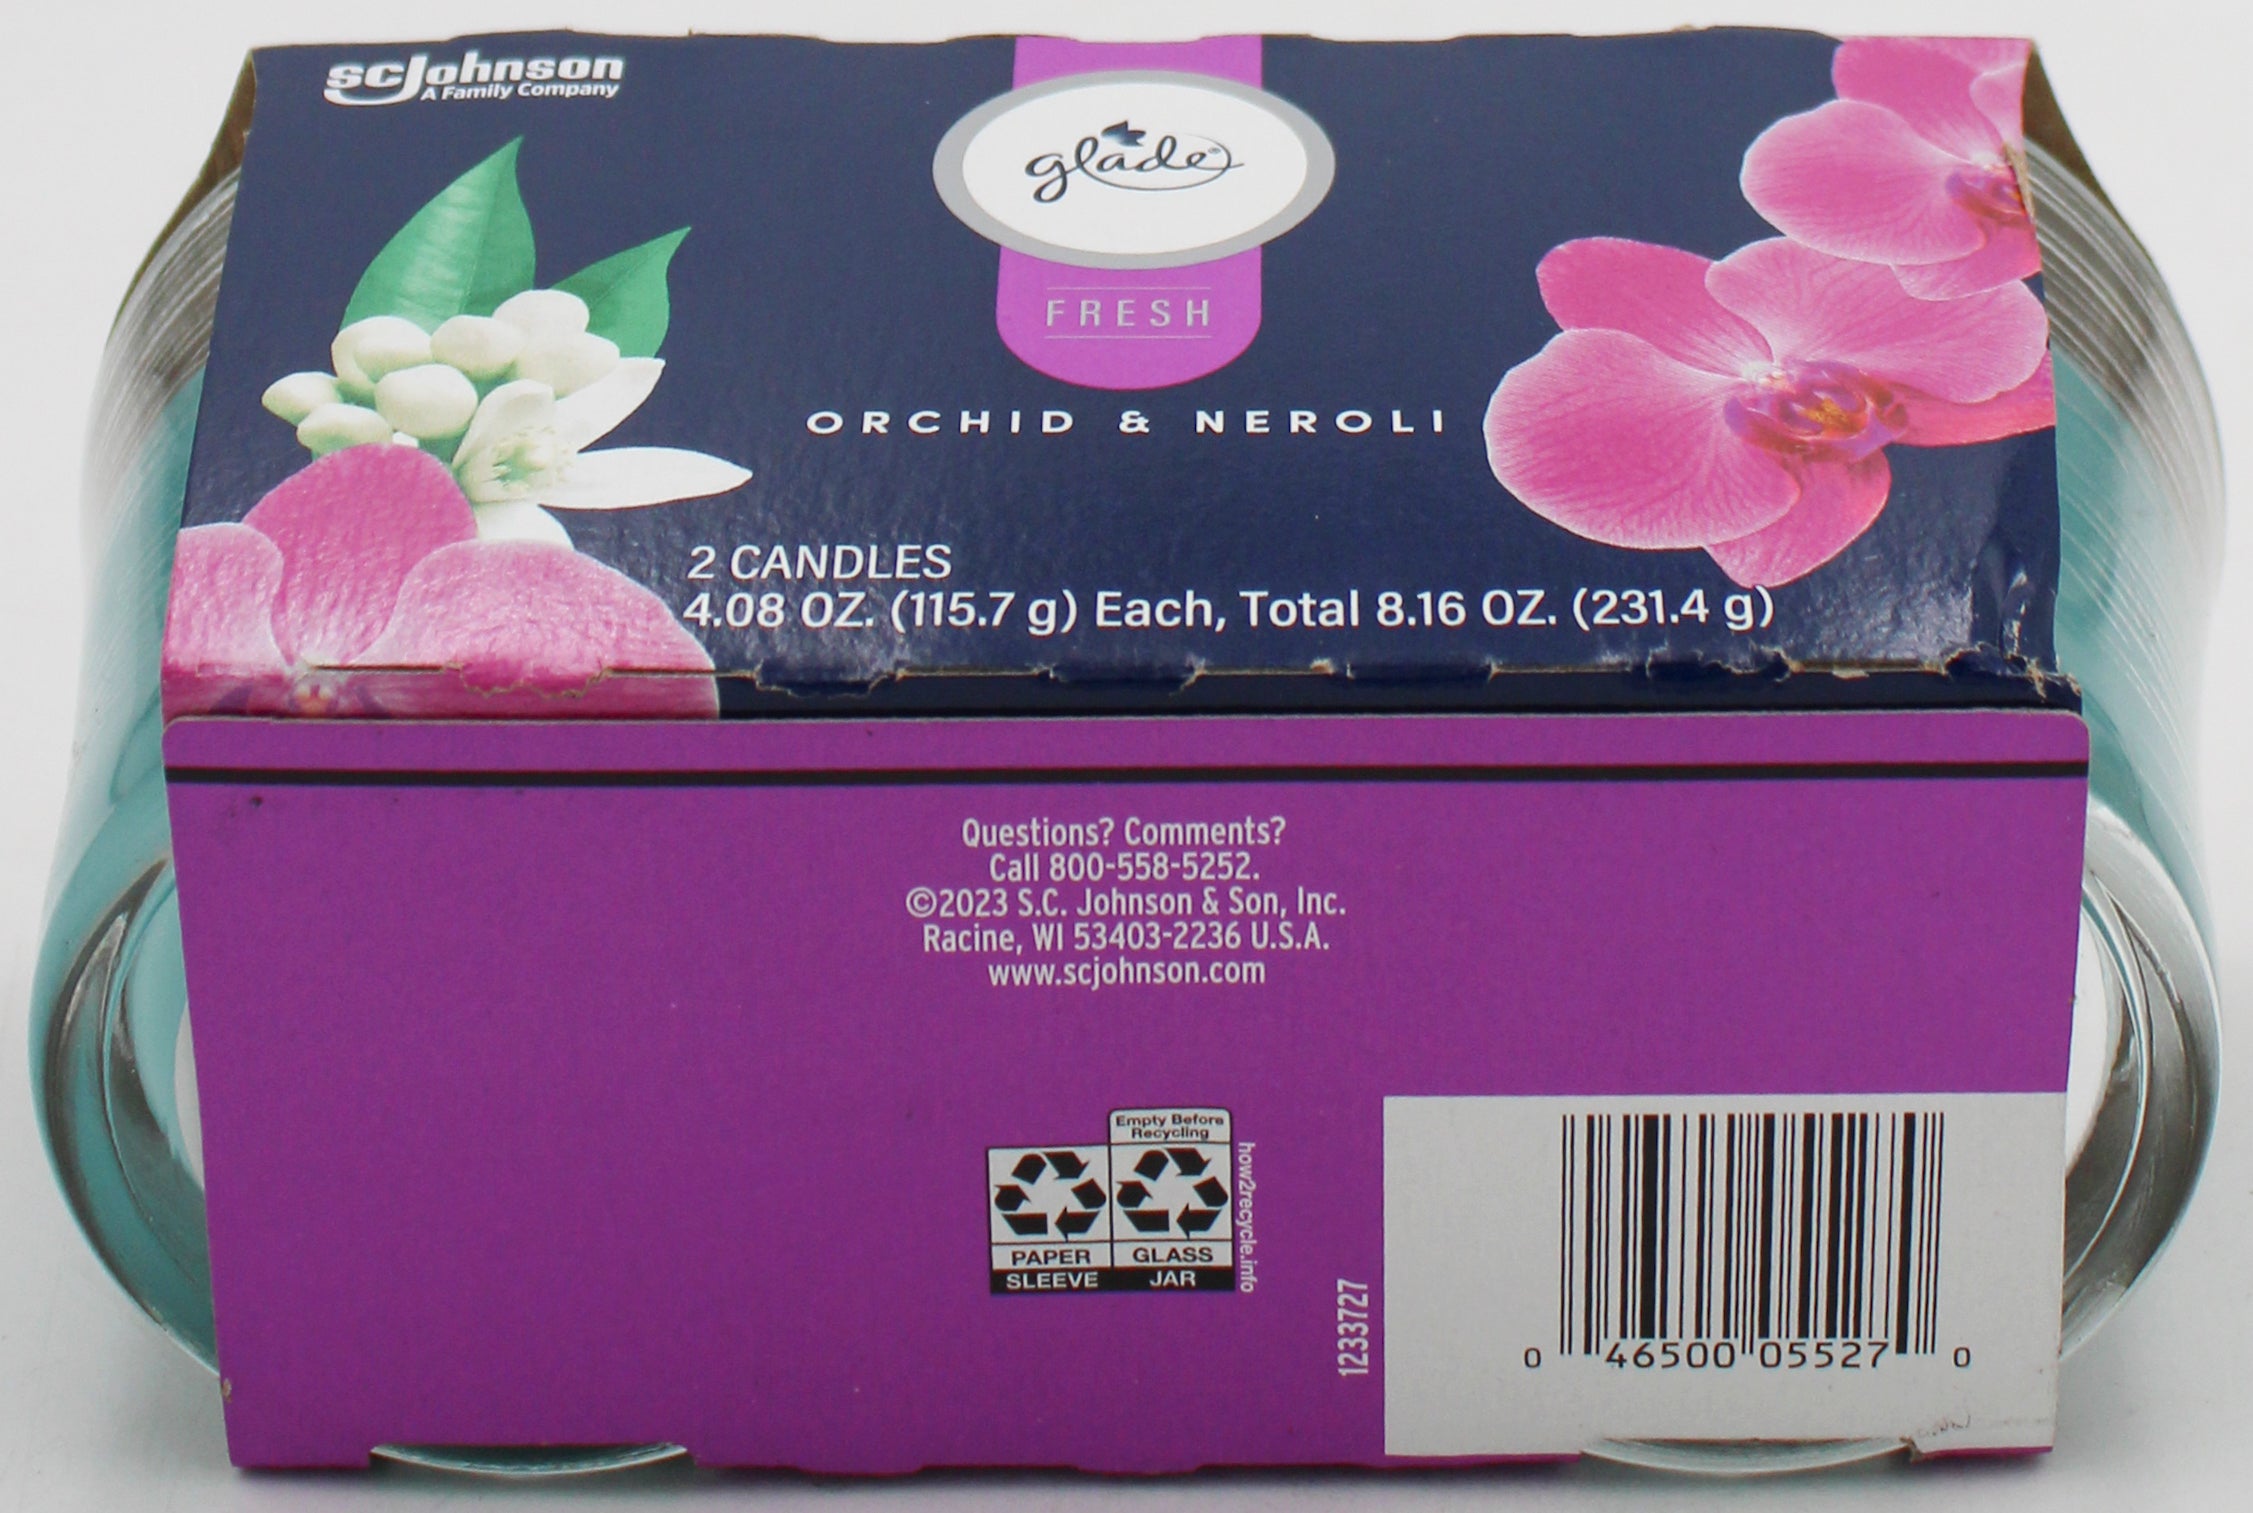 scJohnson
A Family Company
glade®
FRESH
ORCHID & NEROLI
2 CANDLES
4.08 OZ. (115.7 g) Each, Total 8.16 OZ. (231.4 g)
Questions? Comments?
Call 800-558-5252.
©2023 S.C. Johnson & Son, Inc.
Racine, WI 53403-2236 U.S.A.
www.scjohnson.com
Empty Before
Recycling
PAPER
SLEEVE
GLASS
JAR
how2recycle.info
1233727
0 46500 05527 0